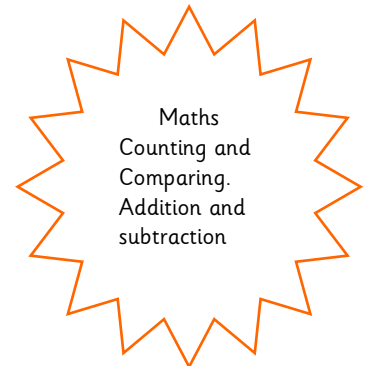 Maths
Counting and
Comparing.
Addition and
subtraction